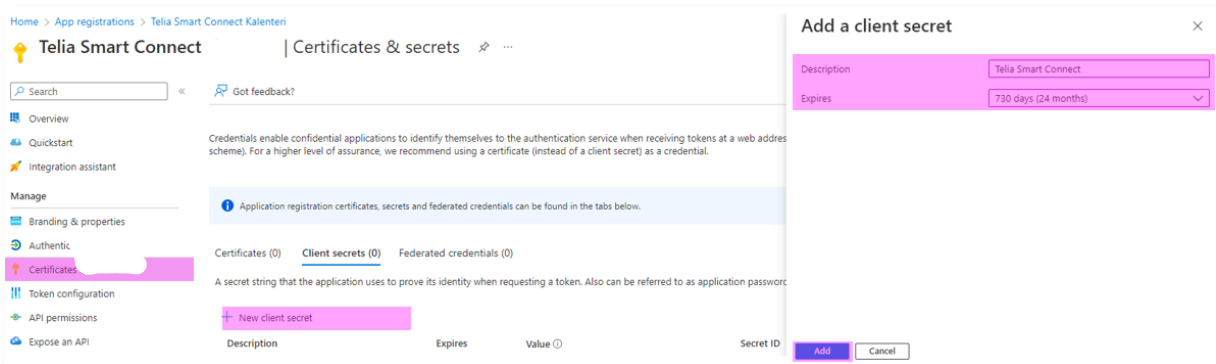 Home > App registrations > Telia Smart Connect Kalenteri
Telia Smart Connect | Certificates & secrets
Search
Got feedback?
Overview
Quickstart
Integration assistant
Manage
Branding & properties
Authentic
Certificates
Token configuration
API permissions
Expose an API
Credentials enable confidential applications to identify themselves to the authentication service when receiving tokens at a web addres
scheme). For a higher level of assurance, we recommend using a certificate (instead of a client secret) as a credential.
Application registration certificates, secrets and federated credentials can be found in the tabs below.
Certificates (0) Client secrets (0) Federated credentials (0)
A secret string that the application uses to prove its identity when requesting a token. Also can be referred to as application password
New client secret
Description Expires Value Secret ID
Add a client secret
Description Telia Smart Connect
Expires 730 days (24 months)
Add Cancel